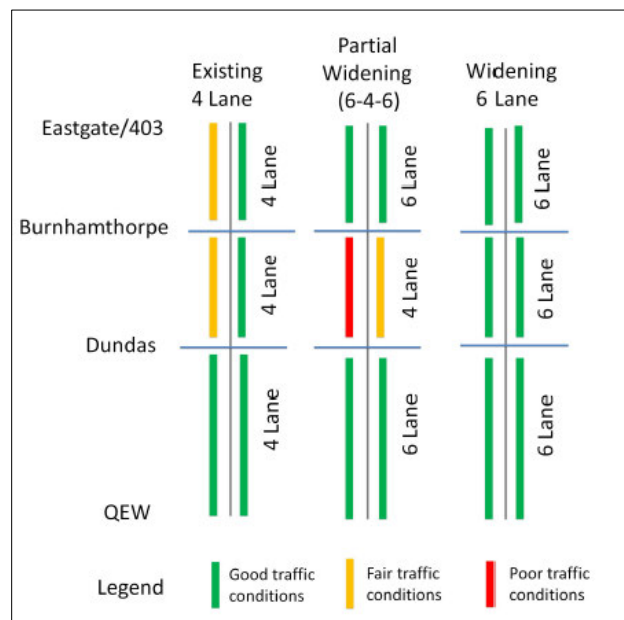 Existing
4 Lane
Partial
Widening
(6-4-6)
Widening
6 Lane
Eastgate/403
4 Lane
6 Lane
6 Lane
Burnhamthorpe
4 Lane
4 Lane
6 Lane
Dundas
4 Lane
6 Lane
6 Lane
QEW
Legend
Good traffic
conditions
Fair traffic
conditions
Poor traffic
conditions